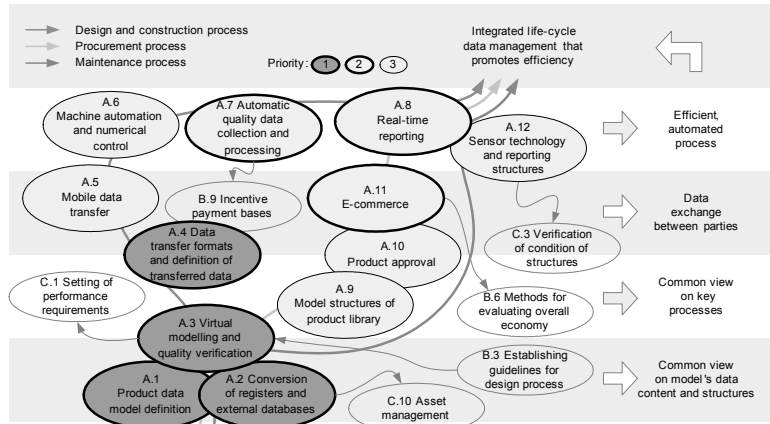 Design and construction process
Procurement process
Maintenance process
Priority: 1 2 3
Integrated life-cycle
data management that
promotes efficiency
A.6
Machine automation
and numerical
control
A.7 Automatic
quality data
collection and
processing
A.8
Real-time
reporting
A.12
Sensor technology
and reporting
structures
Efficient,
automated
process
A.5
Mobile data
transfer
B.9 Incentive
payment bases
A.11
E-commerce
Data
exchange
between parties
A.4 Data
transfer formats
and definition of
transferred data
A.10
Product approval
C.3 Verification
of condition of
structures
C.1 Setting of
performance
requirements
A.9
Model structures of
product library
B.6 Methods for
evaluating overall
economy
Common view
on key
processes
A.3 Virtual
modelling and
quality verification
B.3 Establishing
guidelines for
design process
Common view
on model's data
content and structures
A.1
Product data
model definition
A.2 Conversion
of registers and
external databases
C.10 Asset
management